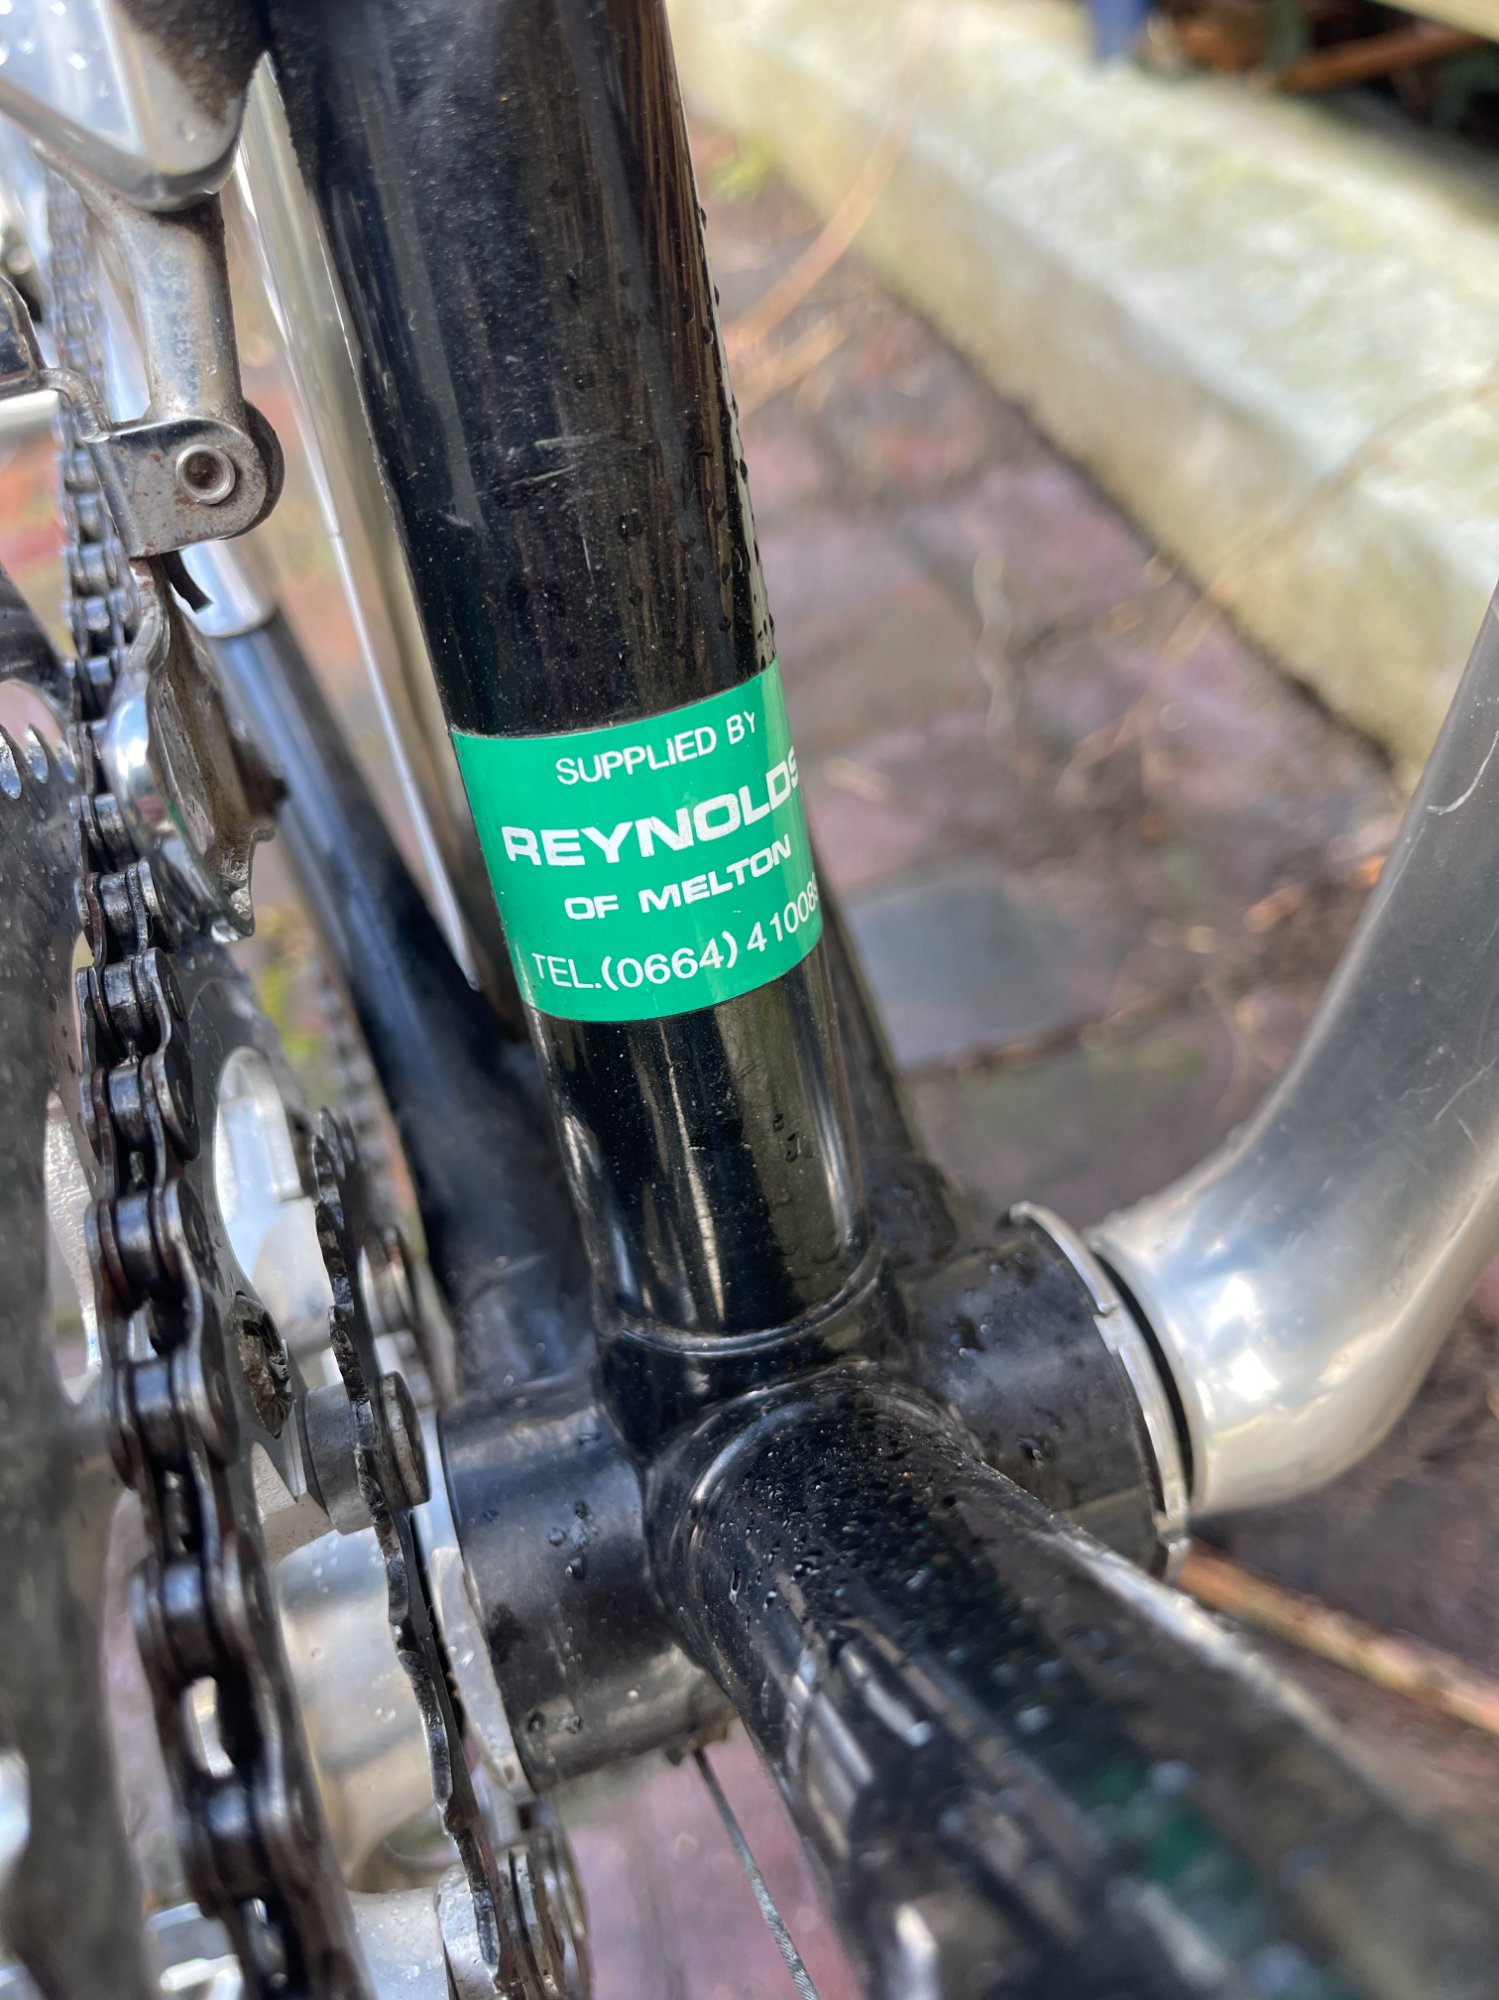 SUPPLIED BY
REYNOLDS
OF MELTON
TEL.(0664) 41008